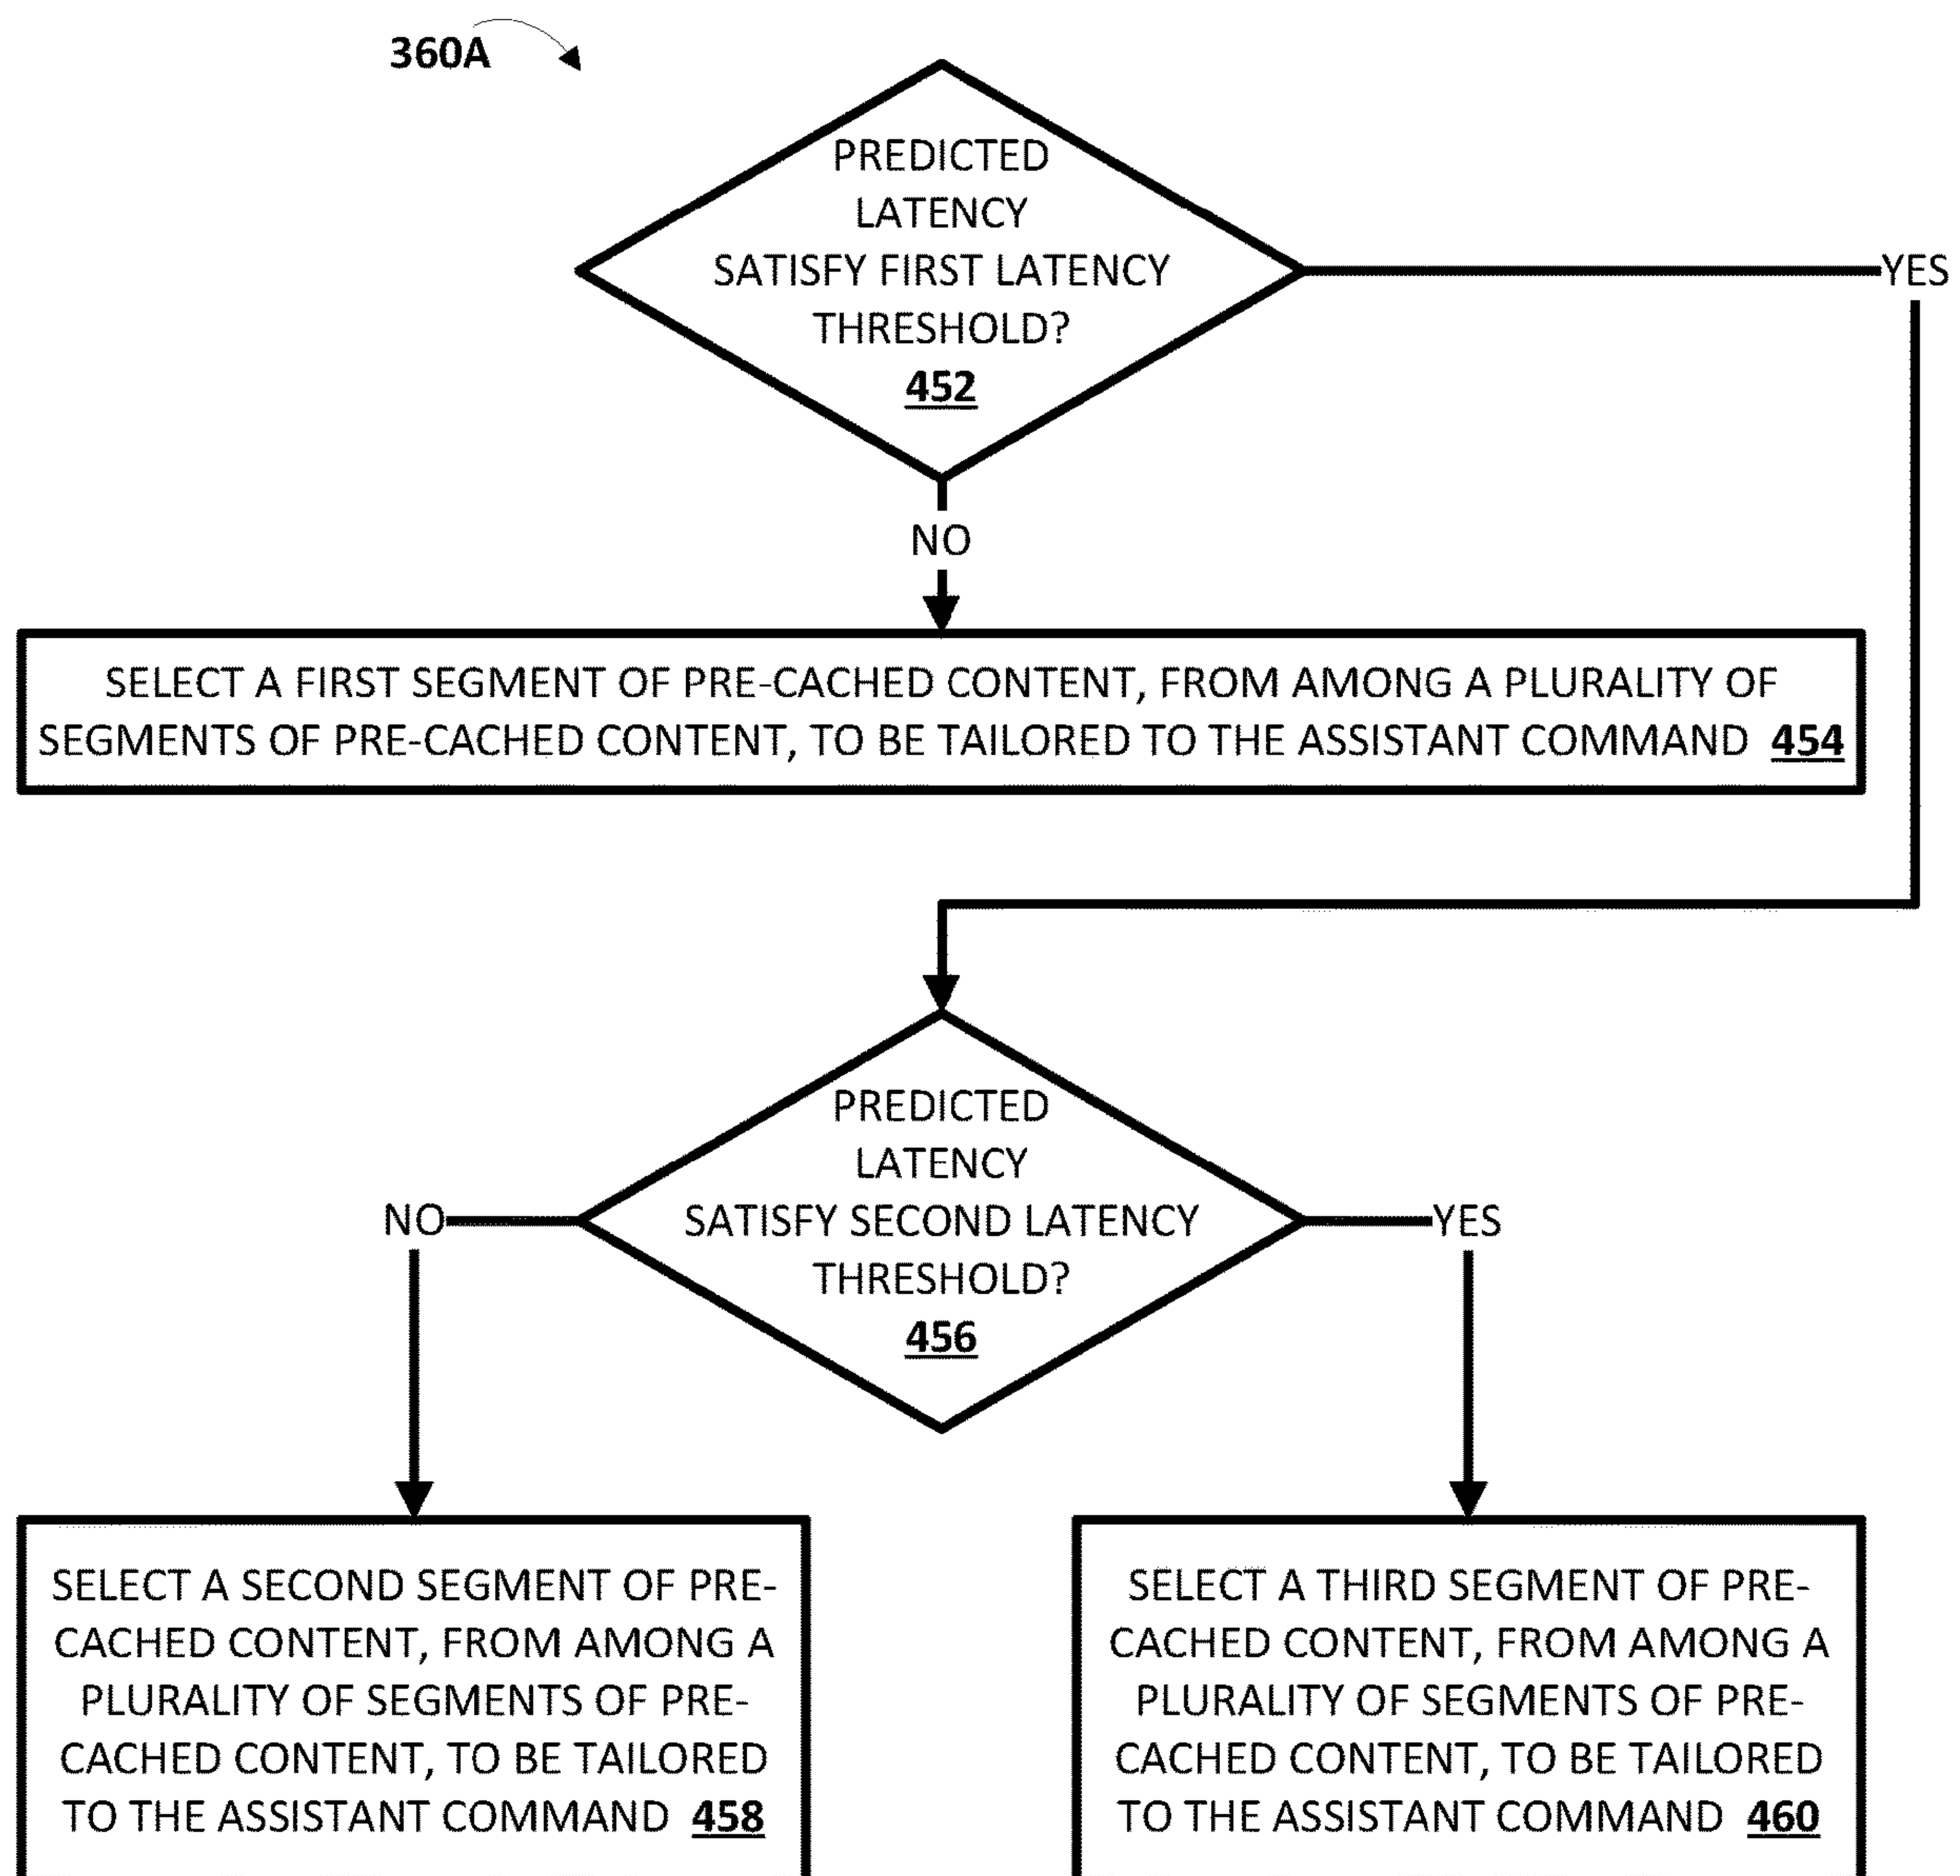 360A
PREDICTED
LATENCY
SATISFY FIRST LATENCY
THRESHOLD?
452
YES
NO
SELECT A FIRST SEGMENT OF PRE-CACHED CONTENT, FROM AMONG A PLURALITY OF
SEGMENTS OF PRE-CACHED CONTENT, TO BE TAILORED TO THE ASSISTANT COMMAND 454
PREDICTED
LATENCY
SATISFY SECOND LATENCY
THRESHOLD?
456
NO
YES
SELECT A SECOND SEGMENT OF PRE-
CACHED CONTENT, FROM AMONG A
PLURALITY OF SEGMENTS OF PRE-
CACHED CONTENT, TO BE TAILORED
TO THE ASSISTANT COMMAND 458
SELECT A THIRD SEGMENT OF PRE-
CACHED CONTENT, FROM AMONG A
PLURALITY OF SEGMENTS OF PRE-
CACHED CONTENT, TO BE TAILORED
TO THE ASSISTANT COMMAND 460